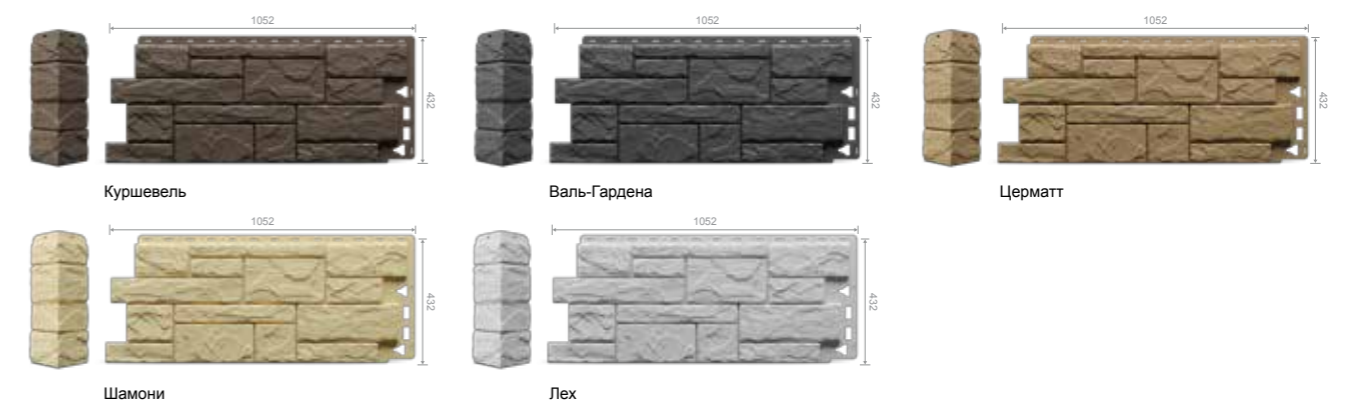 1052 1052 1052
432 432 432
Куршевель Валь-Гардена Церматт
1052 1052
432 432
Шамони Лех